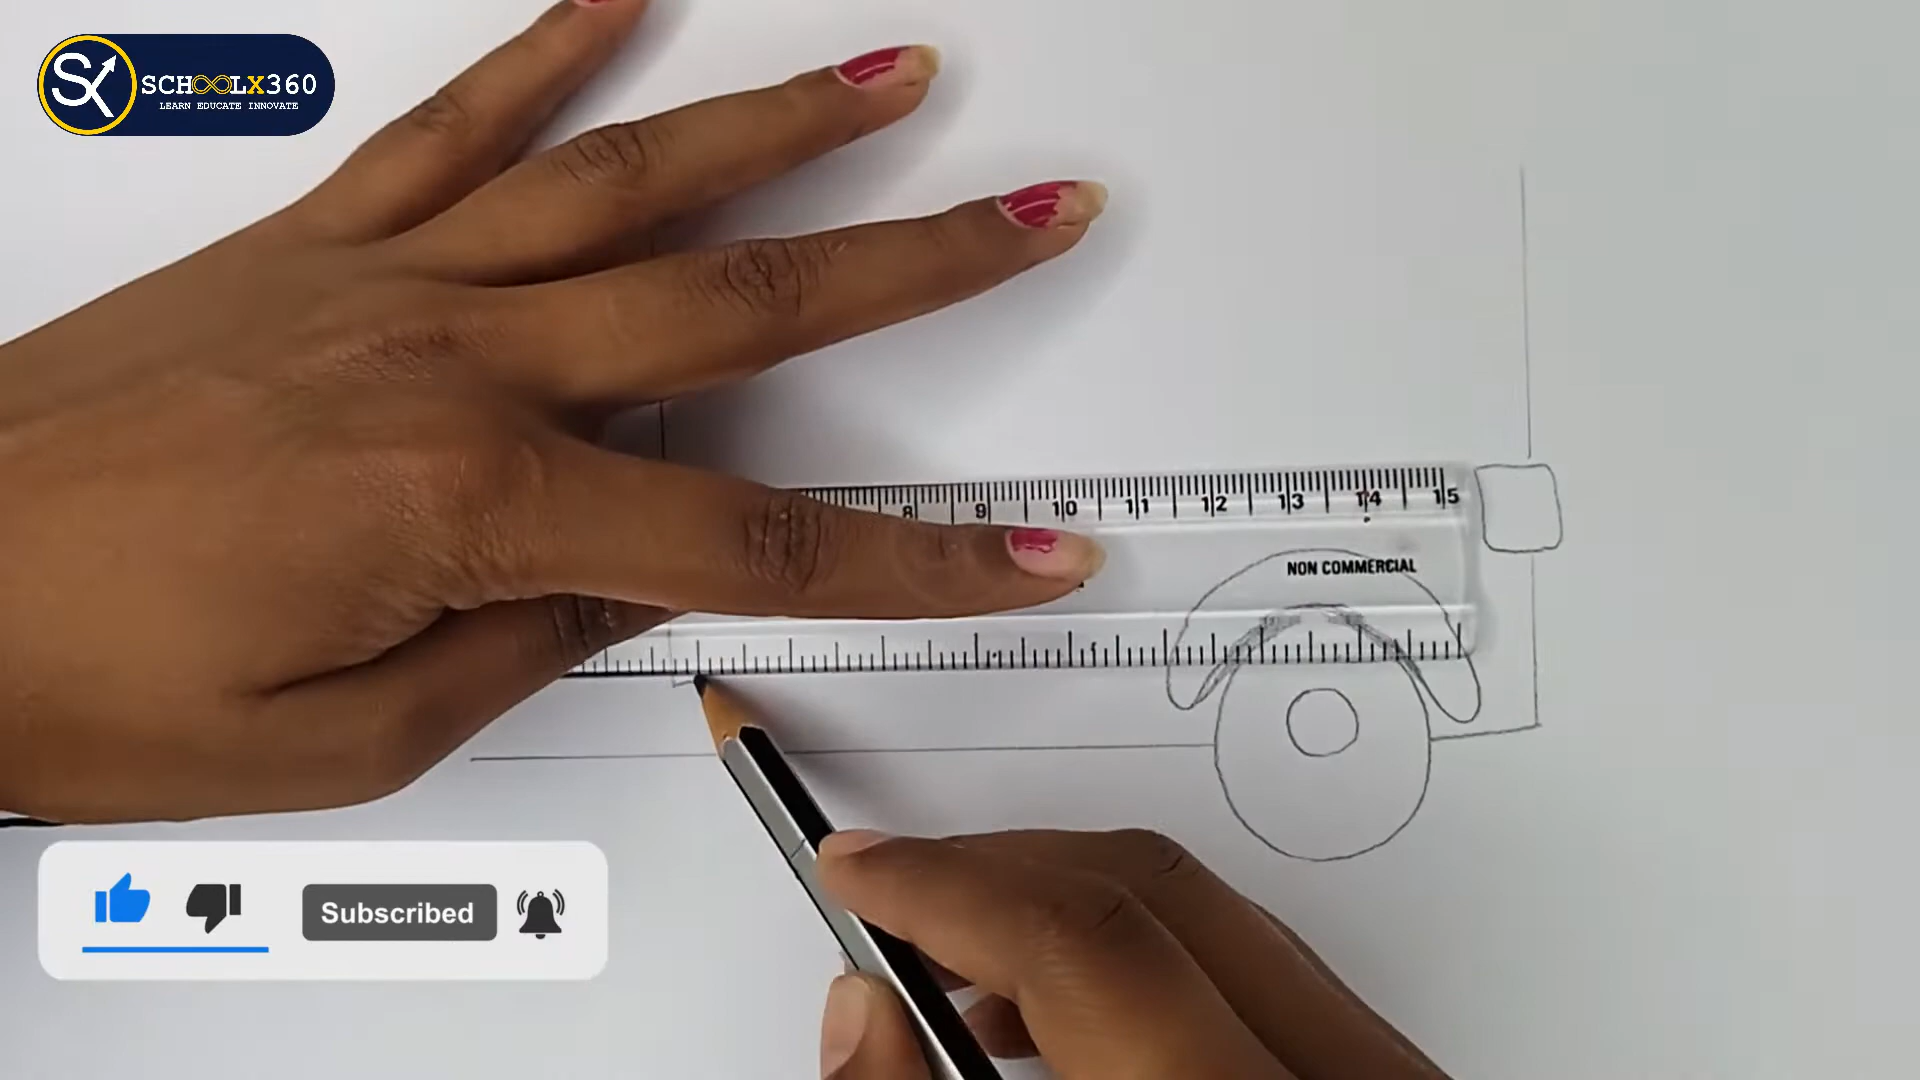 SCHOOLX360
LEARN EDUCATE INNOVATE
8 9 10 11 12 13 14 15
NON COMMERCIAL
Subscribed